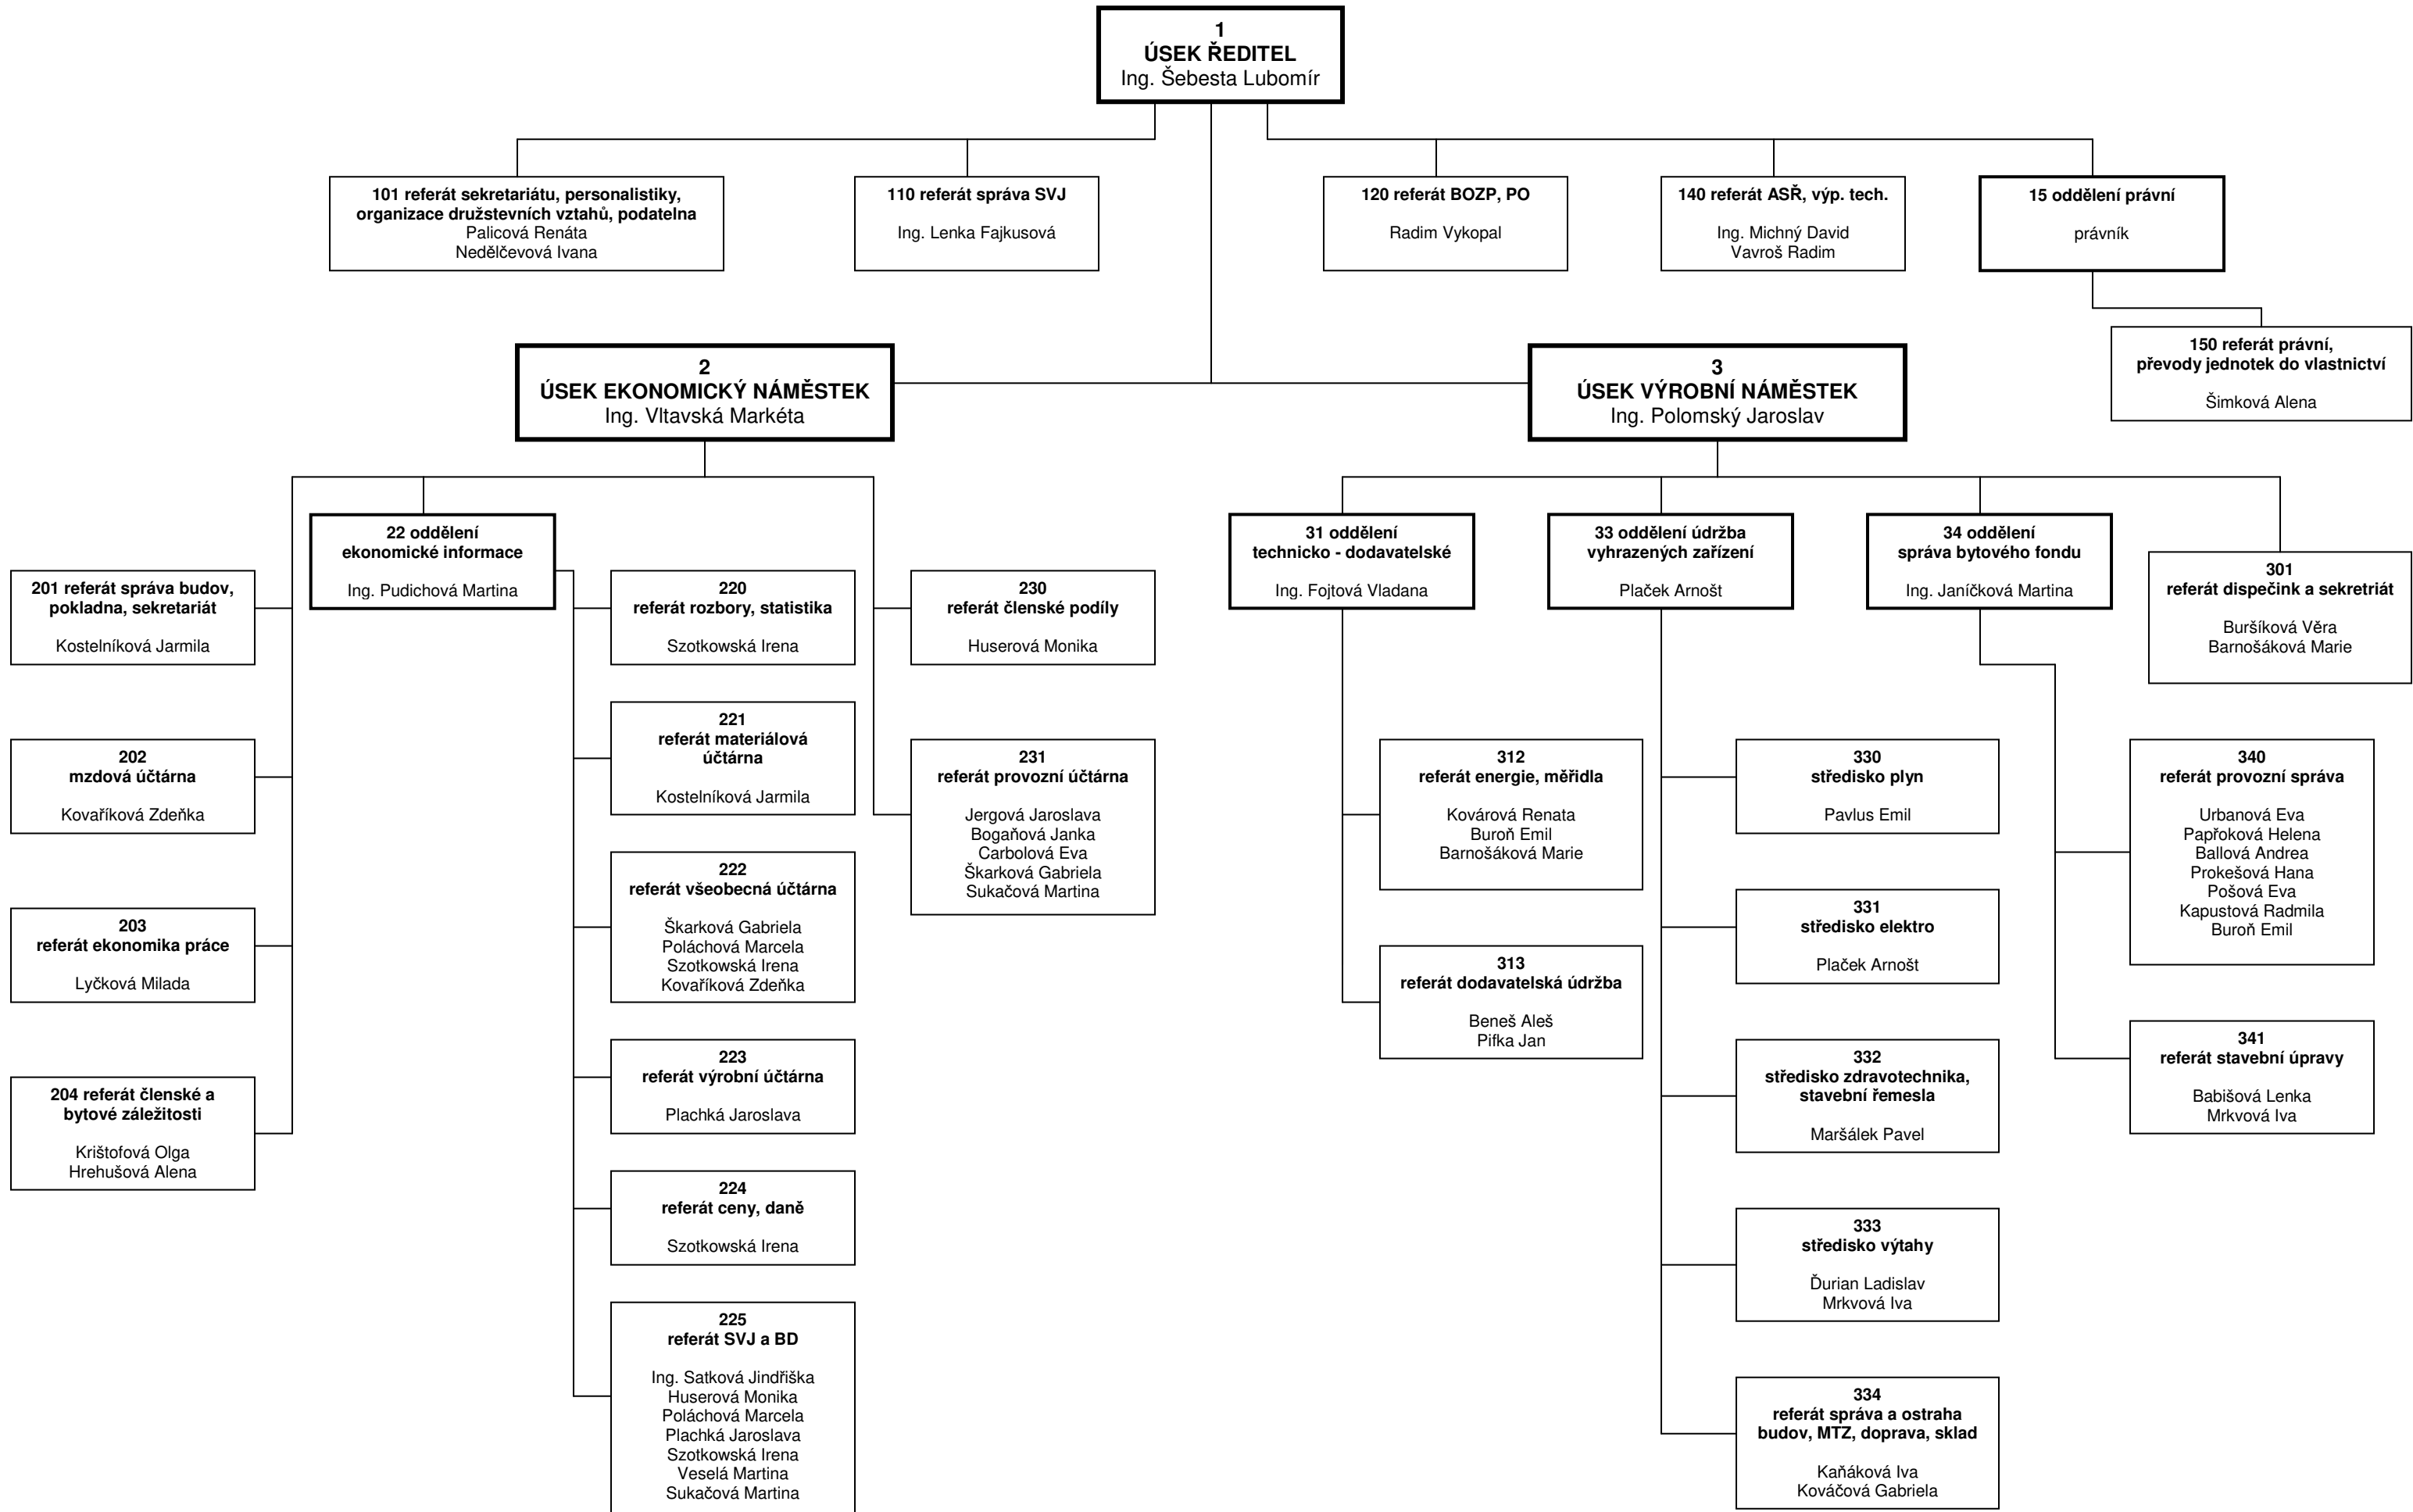 1
ÚSEK ŘEDITEL
Ing. Šebesta Lubomír
101 referát sekretariátu, personalistiky,
organizace družstevních vztahů, podatelna
Palicová Renáta
Nedělčevová Ivana
110 referát správa SVJ
Ing. Lenka Fajkusová
120 referát BOZP, PO
Radim Vykopal
140 referát ASŘ, výp. tech.
Ing. Michný David
Vavroš Radim
15 oddělení právní
právník
150 referát právní,
převody jednotek do vlastnictví
Šimková Alena
2
ÚSEK EKONOMICKÝ NÁMĚSTEK
Ing. Vltavská Markéta
3
ÚSEK VÝROBNÍ NÁMĚSTEK
Ing. Polomský Jaroslav
22 oddělení
ekonomické informace
Ing. Pudichová Martina
201 referát správa budov,
pokladna, sekretariát
Kostelníková Jarmila
202
mzdová účtárna
Kovaříková Zdeňka
203
referát ekonomika práce
Lyčková Milada
204 referát členské a
bytové záležitosti
Krištofová Olga
Hrehušová Alena
220
referát rozbory, statistika
Szotkowská Irena
221
referát materiálová
účtárna
Kostelníková Jarmila
222
referát všeobecná účtárna
Škarková Gabriela
Poláchová Marcela
Szotkowská Irena
Kovaříková Zdeňka
223
referát výrobní účtárna
Plachká Jaroslava
224
referát ceny, daně
Szotkowská Irena
225
referát SVJ a BD
Ing. Satková Jindřiška
Huserová Monika
Poláchová Marcela
Plachká Jaroslava
Szotkowská Irena
Veselá Martina
Sukačová Martina
230
referát členské podíly
Huserová Monika
231
referát provozní účtárna
Jergová Jaroslava
Bogaňová Janka
Carbolová Eva
Škarková Gabriela
Sukačová Martina
31 oddělení
technicko - dodavatelské
Ing. Fojtová Vladana
33 oddělení údržba
vyhrazených zařízení
Plaček Arnošt
34 oddělení
správa bytového fondu
Ing. Janíčková Martina
301
referát dispečink a sekretriát
Buršíková Věra
Barnošáková Marie
312
referát energie, měřidla
Kovárová Renata
Buroň Emil
Barnošáková Marie
313
referát dodavatelská údržba
Beneš Aleš
Pifka Jan
330
středisko plyn
Pavlus Emil
331
středisko elektro
Plaček Arnošt
332
středisko zdravotechnika,
stavební řemesla
Maršálek Pavel
333
středisko výtahy
Ďurian Ladislav
Mrkvová Iva
334
referát správa a ostraha
budov, MTZ, doprava, sklad
Kaňáková Iva
Kováčová Gabriela
340
referát provozní správa
Urbanová Eva
Papřoková Helena
Ballová Andrea
Prokešová Hana
Pošová Eva
Kapustová Radmila
Buroň Emil
341
referát stavební úpravy
Babišová Lenka
Mrkvová Iva